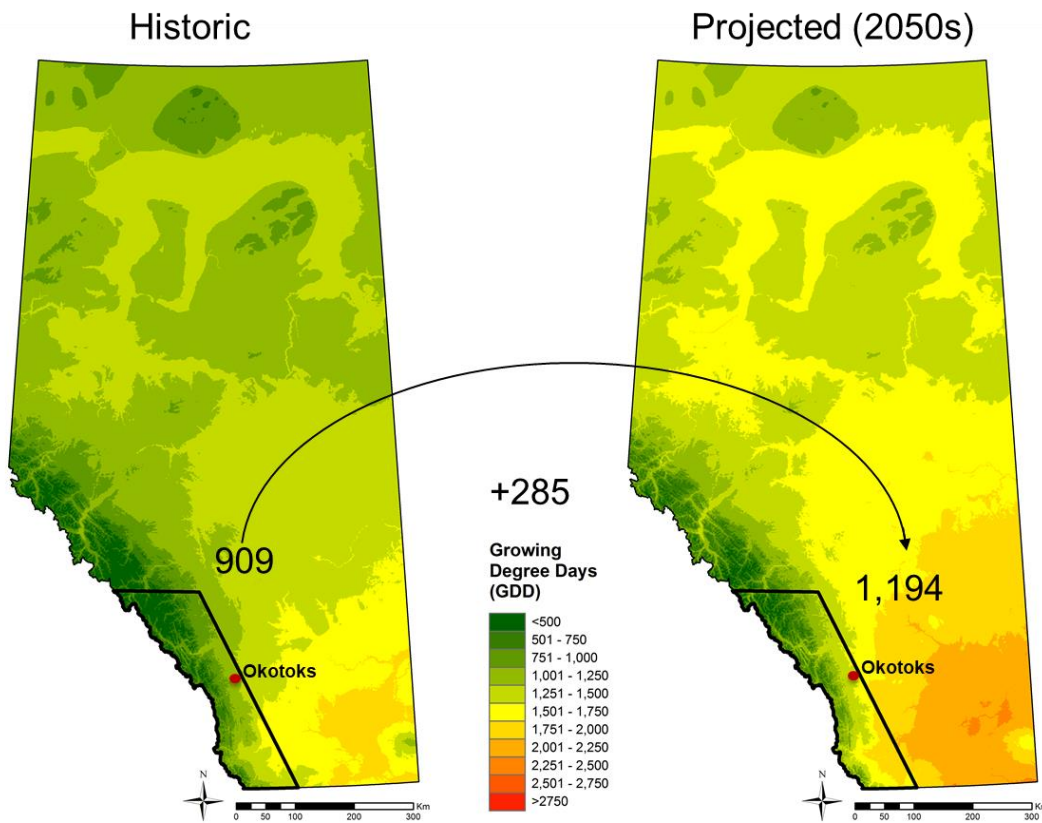 Historic
Projected (2050s)
+285
909
1,194
Growing
Degree Days
(GDD)
<500
501 - 750
751 - 1,000
1,001 - 1,250
1,251 - 1,500
1,501 - 1,750
1,751 - 2,000
2,001 - 2,250
2,251 - 2,500
2,501 - 2,750
>2750
Okotoks
Okotoks
N
0 50 100 200 300 Km
N
0 50 100 200 300